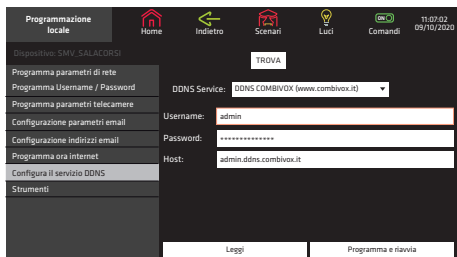 Programmazione locale
Home
Indietro
Scenari
Luci
ON
Comandi
11:07:02
09/10/2020
Dispositivo: SMV_SALACORSI
TROVA
Programma parametri di rete
Programma Username / Password
Programma parametri telecamere
Configurazione parametri email
Configurazione indirizzi email
Programma ora internet
Configura il servizio DDNS
Strumenti
DDNS Service: DDNS COMBIVOX (www.combivox.it)
Username: admin
Password: **************
Host: admin.ddns.combivox.it
Leggi
Programma e riavvia